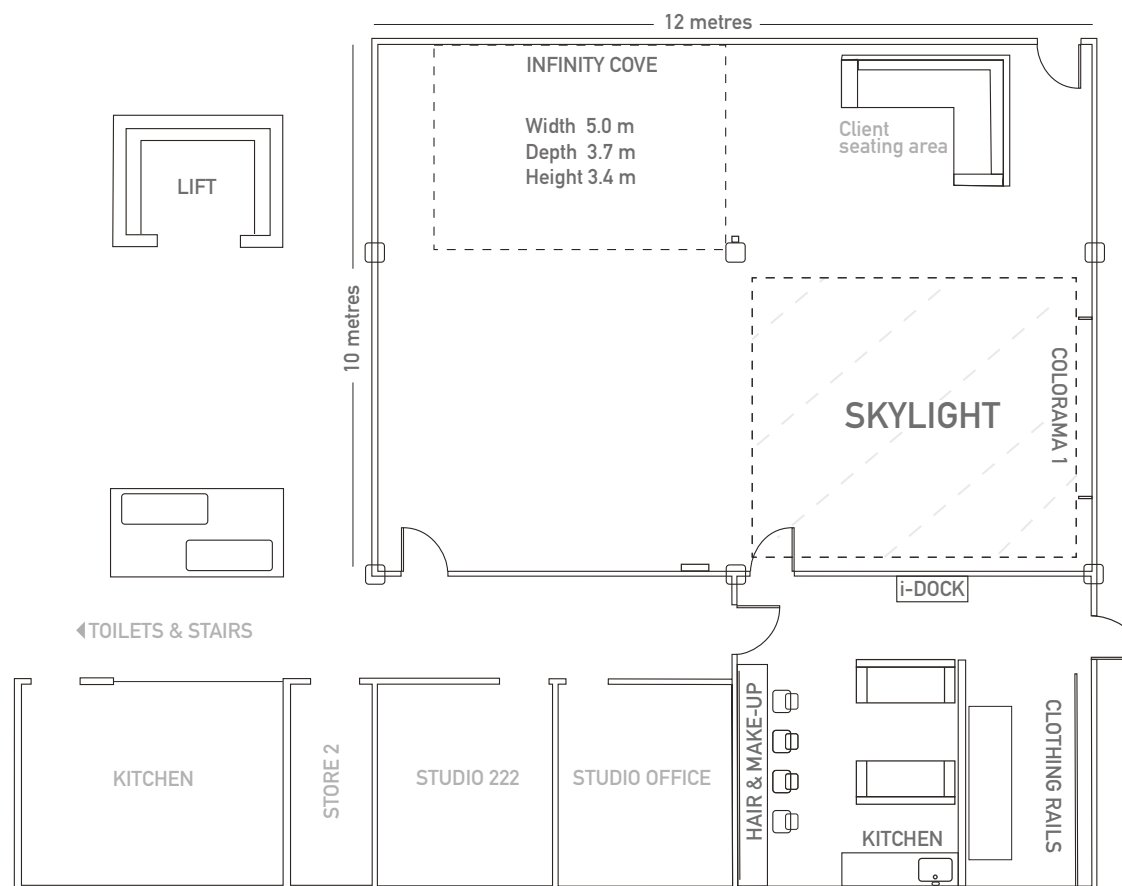 12 metres
INFINITY COVE
Width 5.0 m
Depth 3.7 m
Height 3.4 m
Client
seating area
LIFT
10 metres
SKYLIGHT
COLORAMA 1
i-DOCK
TOILETS & STAIRS
KITCHEN
STORE 2
STUDIO 222
STUDIO OFFICE
HAIR & MAKE-UP
KITCHEN
CLOTHING RAILS